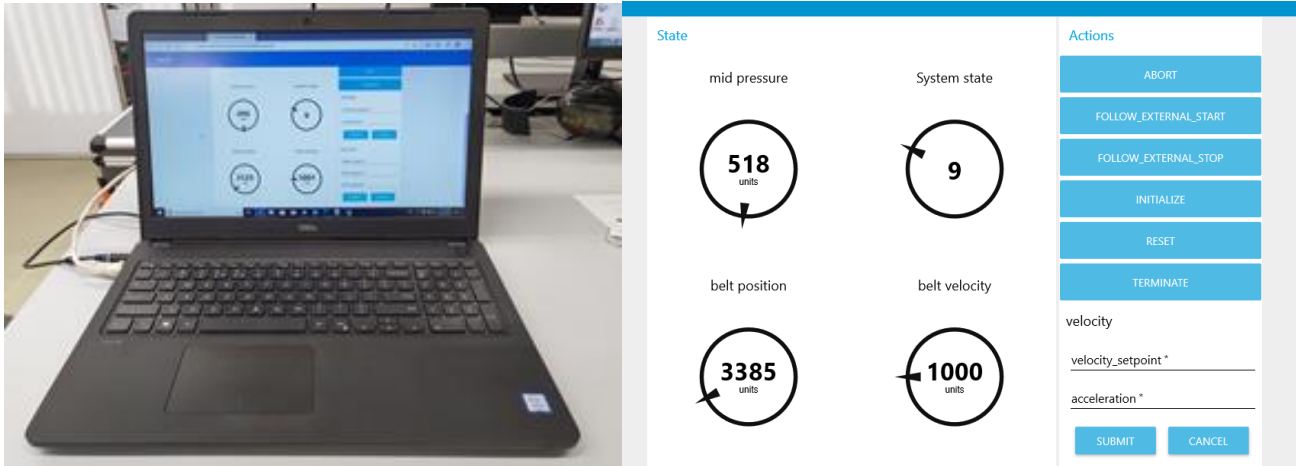 State
mid pressure
System state
518
units
9
belt position
belt velocity
3385
units
1000
units
Actions
ABORT
FOLLOW_EXTERNAL_START
FOLLOW_EXTERNAL_STOP
INITIALIZE
RESET
TERMINATE
velocity
velocity_setpoint *
acceleration *
SUBMIT
CANCEL